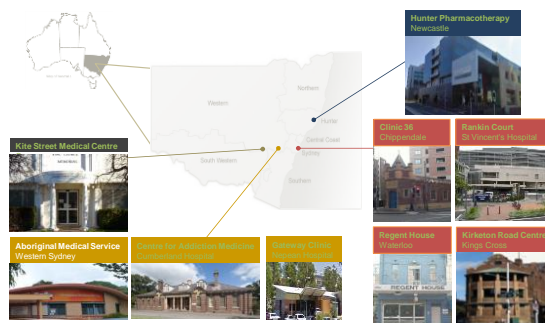 Hunter Pharmacotherapy
Newcastle
Northern
Western
Hunter
Central Coast
Sydney
South Western
Southern
Kite Street Medical Centre
Clinic 36
Chippendale
Rankin Court
St Vincent's Hospital
Aboriginal Medical Service
Western Sydney
Centre for Addiction Medicine
Cumberland Hospital
Gateway Clinic
Nepean Hospital
Regent House
Waterloo
REGENT HOUSE
Kirketon Road Centre
Kings Cross